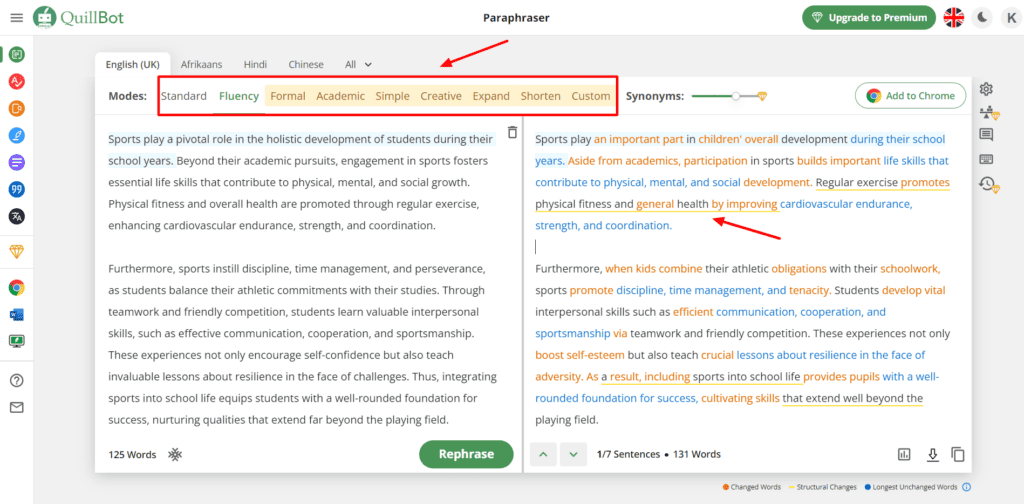 QuillBot
Paraphraser
Upgrade to Premium
K
English (UK) Afrikaans Hindi Chinese All
Modes: Standard Fluency Formal Academic Simple Creative Expand Shorten Custom Synonyms:
Add to Chrome
Sports play a pivotal role in the holistic development of students during their
school years. Beyond their academic pursuits, engagement in sports fosters
essential life skills that contribute to physical, mental, and social growth.
Physical fitness and overall health are promoted through regular exercise,
enhancing cardiovascular endurance, strength, and coordination.
Furthermore, sports instill discipline, time management, and perseverance,
as students balance their athletic commitments with their studies. Through
teamwork and friendly competition, students learn valuable interpersonal
skills, such as effective communication, cooperation, and sportsmanship.
These experiences not only encourage self-confidence but also teach
invaluable lessons about resilience in the face of challenges. Thus, integrating
sports into school life equips students with a well-rounded foundation for
success, nurturing qualities that extend far beyond the playing field.
125 Words
Rephrase
Sports play an important part in children' overall development during their school
years. Aside from academics, participation in sports builds important life skills that
contribute to physical, mental, and social development. Regular exercise promotes
physical fitness and general health by improving cardiovascular endurance,
strength, and coordination.
Furthermore, when kids combine their athletic obligations with their schoolwork,
sports promote discipline, time management, and tenacity. Students develop vital
interpersonal skills such as efficient communication, cooperation, and
sportsmanship via teamwork and friendly competition. These experiences not only
boost self-esteem but also teach crucial lessons about resilience in the face of
adversity. As a result, including sports into school life provides pupils with a well-
rounded foundation for success, cultivating skills that extend well beyond the
playing field.
1/7 Sentences • 131 Words
Changed Words Structural Changes Longest Unchanged Words